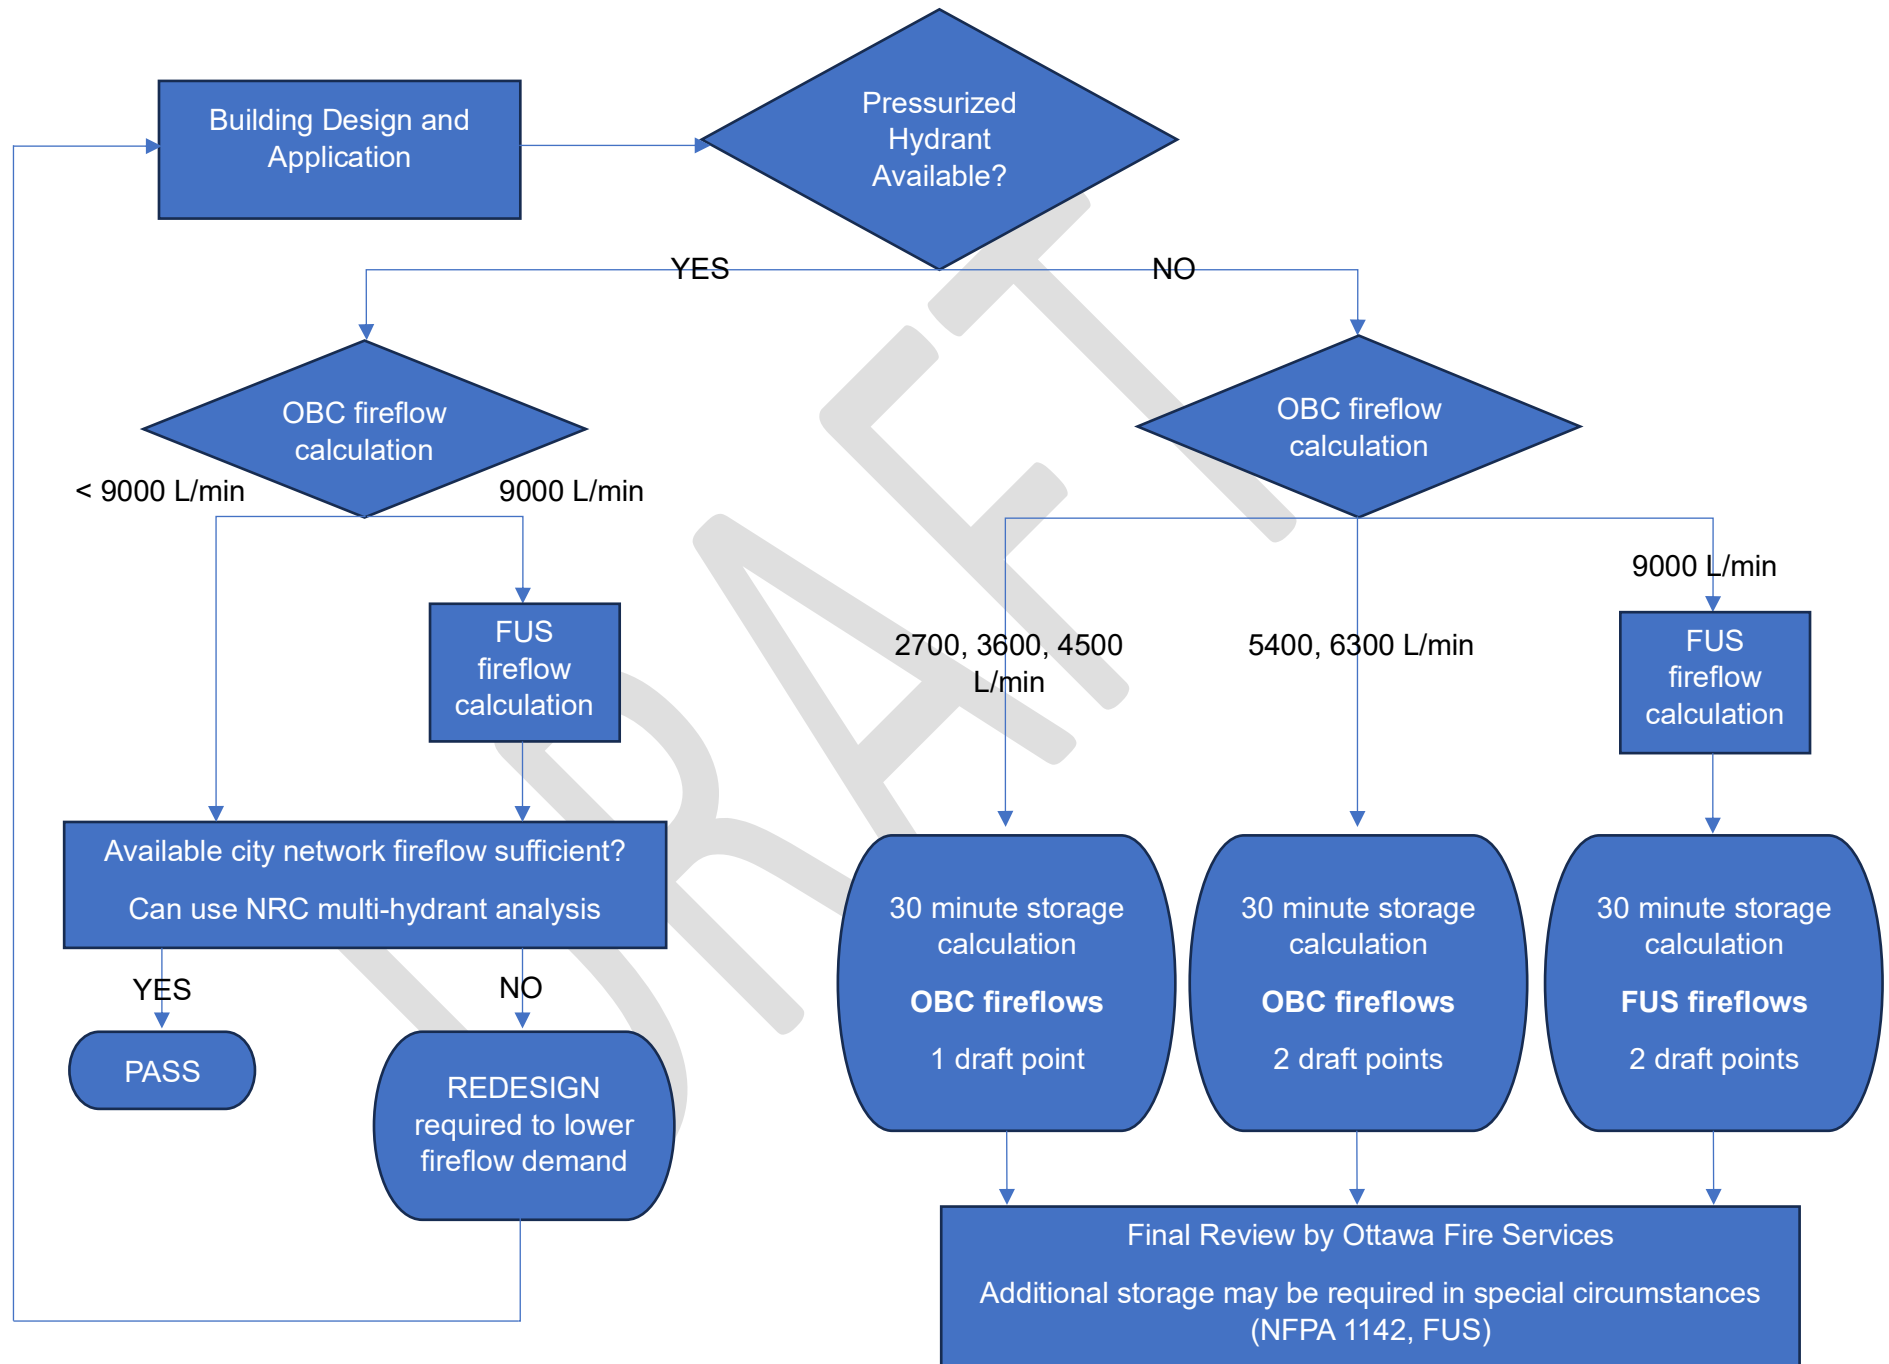 Building Design and
Application
Pressurized
Hydrant
Available?
YES
NO
OBC fireflow
calculation
OBC fireflow
calculation
< 9000 L/min
9000 L/min
9000 L/min
FUS
fireflow
calculation
2700, 3600, 4500
L/min
5400, 6300 L/min
FUS
fireflow
calculation
Available city network fireflow sufficient?
Can use NRC multi-hydrant analysis
YES
NO
PASS
REDESIGN
required to lower
fireflow demand
30 minute storage
calculation
OBC fireflows
1 draft point
30 minute storage
calculation
OBC fireflows
2 draft points
30 minute storage
calculation
FUS fireflows
2 draft points
Final Review by Ottawa Fire Services
Additional storage may be required in special circumstances
(NFPA 1142, FUS)
DRAFT